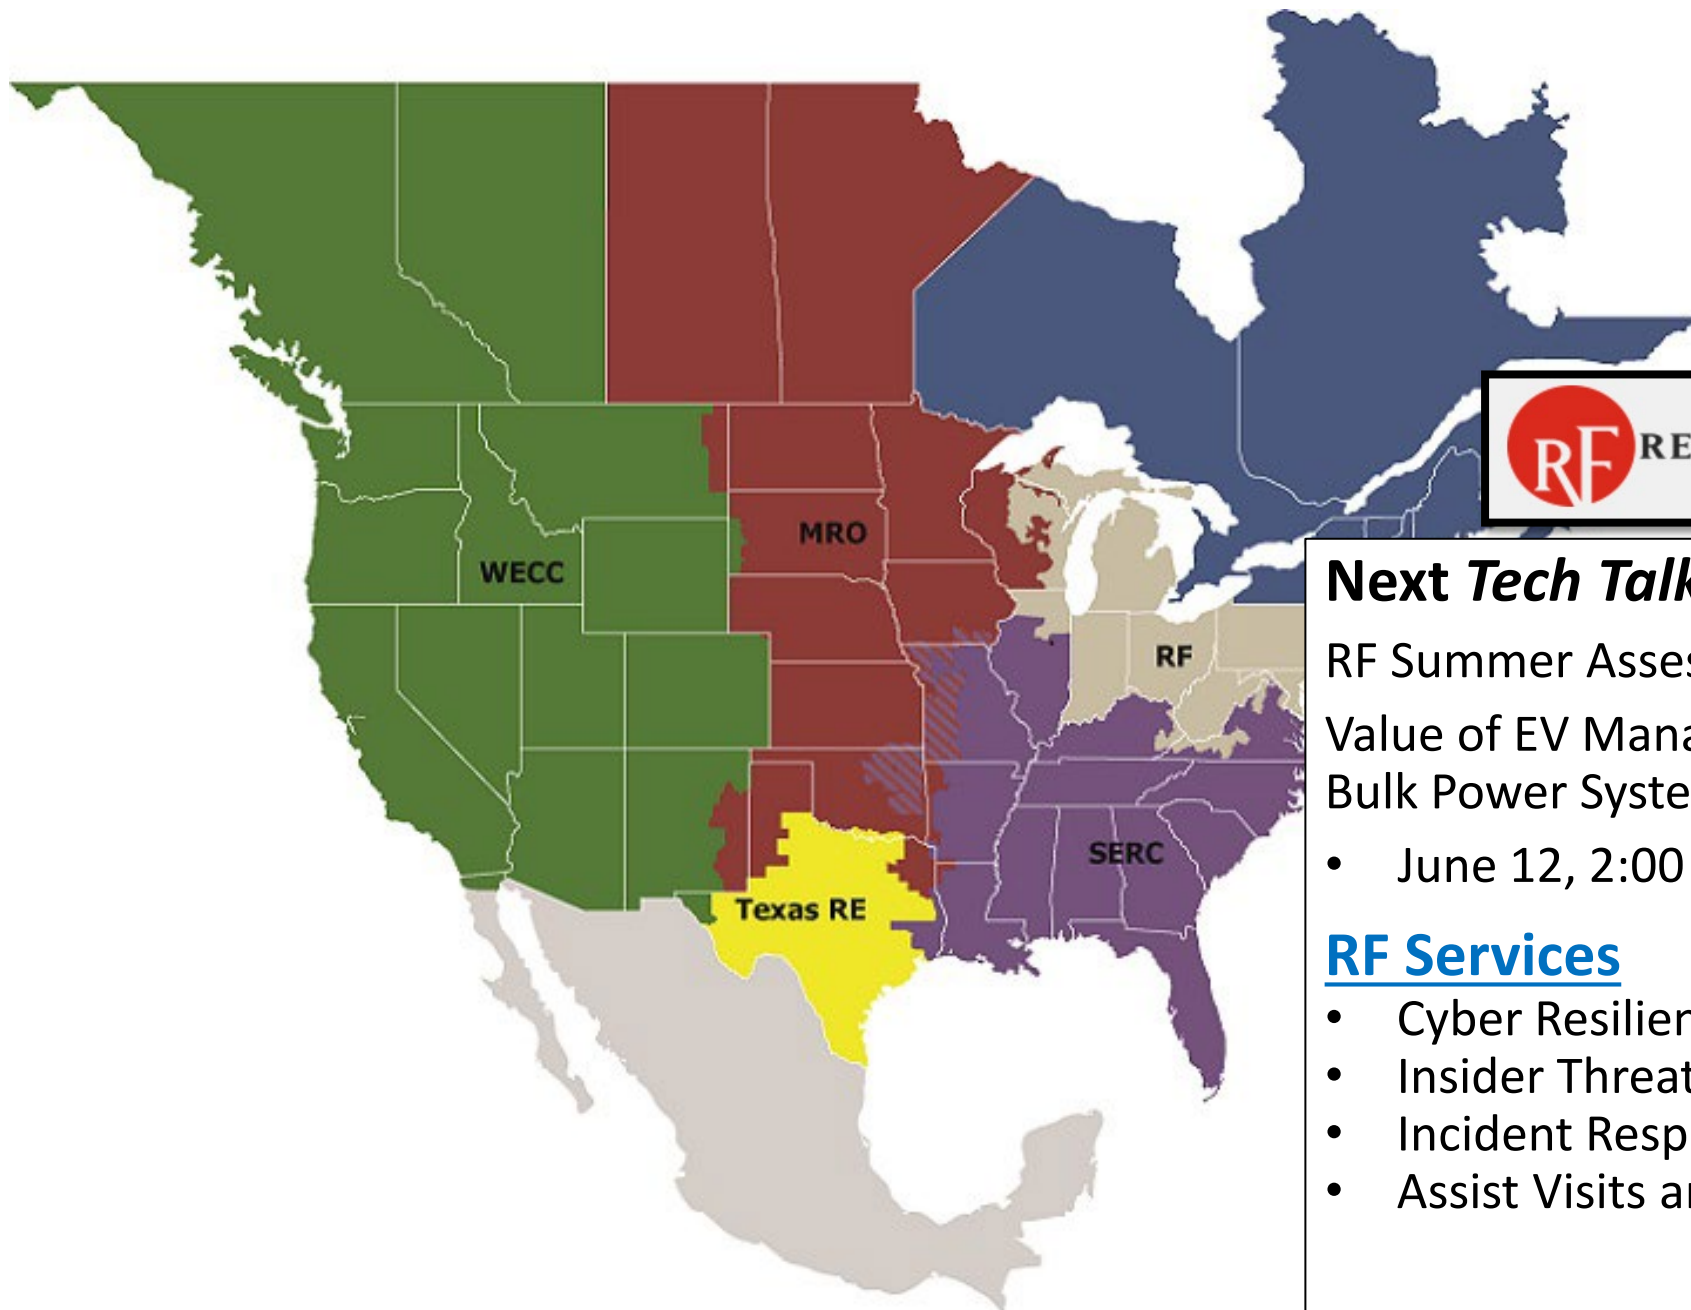 WECC
MRO
RF
SERC
Texas RE
RF RE
Next Tech Talk
RF Summer Asses
Value of EV Mana
Bulk Power Syste
• June 12, 2:00
RF Services
• Cyber Resilien
• Insider Threat
• Incident Resp
• Assist Visits a